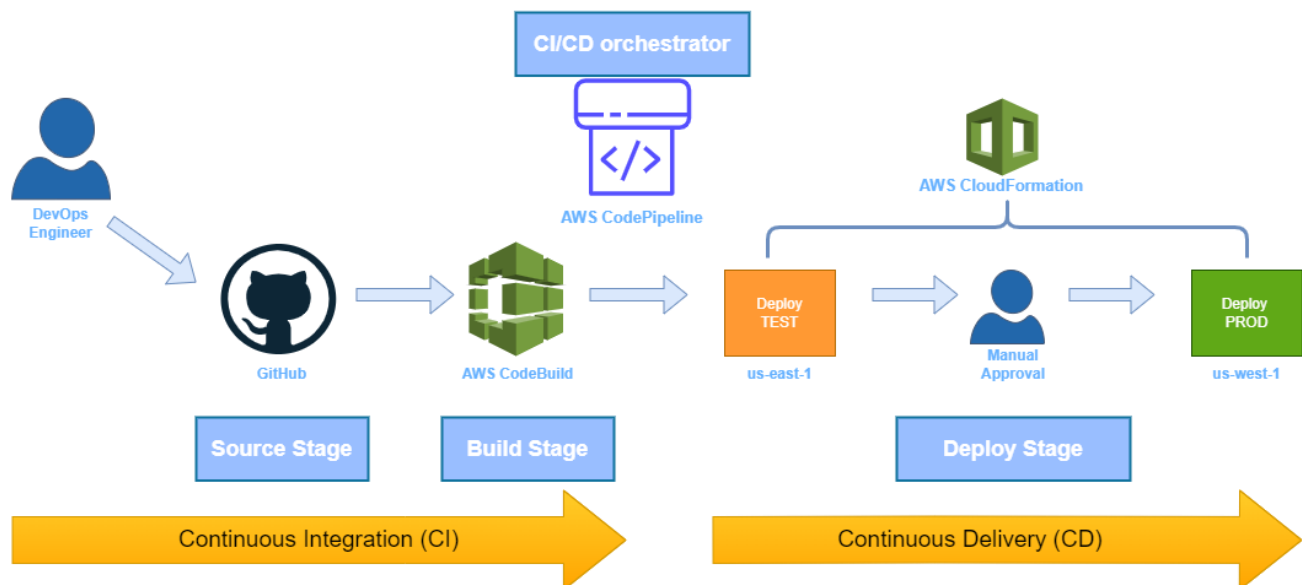 CI/CD orchestrator
AWS CodePipeline
AWS CloudFormation
DevOps
Engineer
GitHub
AWS CodeBuild
Deploy
TEST
us-east-1
Manual
Approval
Deploy
PROD
us-west-1
Source Stage
Build Stage
Deploy Stage
Continuous Integration (CI)
Continuous Delivery (CD)